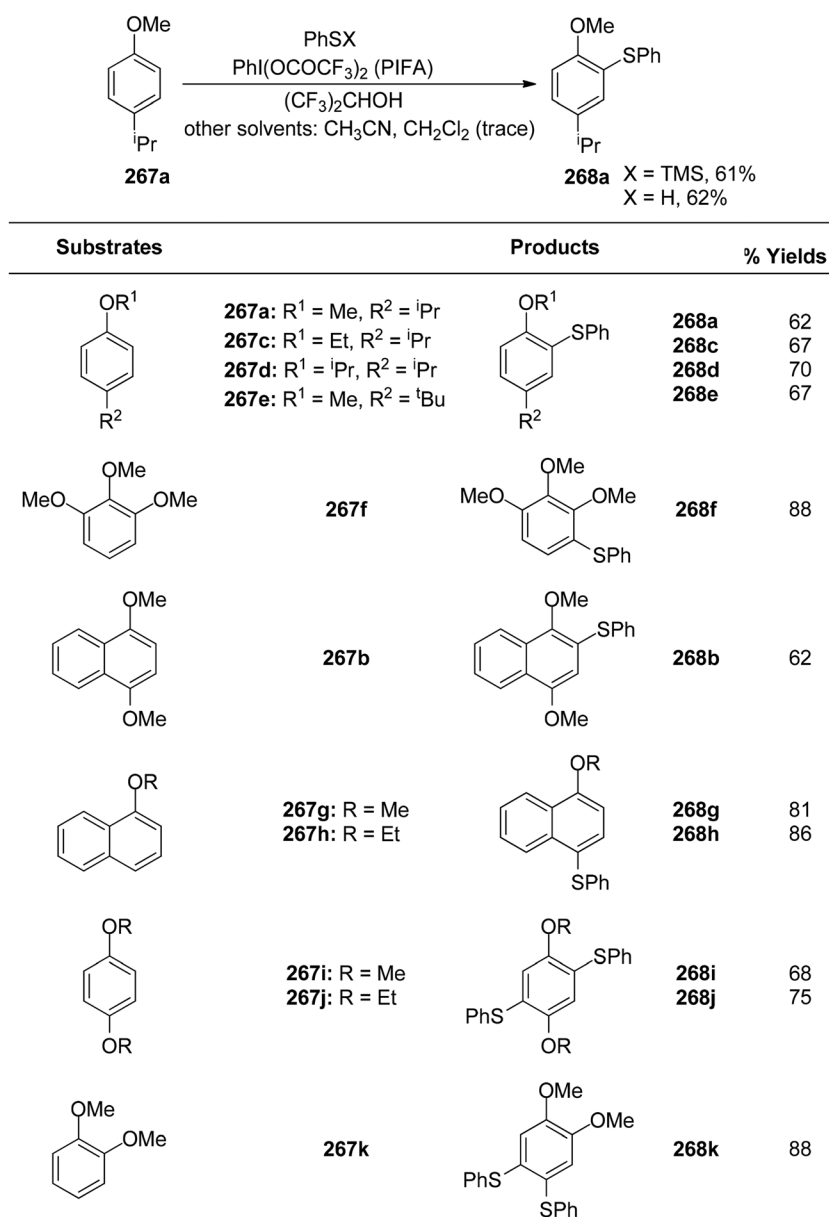 OMe
ⁱPr
267a
PhSX
PhI(OCOCF₃)₂ (PIFA)
(CF₃)₂CHOH
other solvents: CH₃CN, CH₂Cl₂ (trace)
OMe
SPh
ⁱPr
268a X = TMS, 61%
X = H, 62%
Substrates Products % Yields
OR¹
R²
267a: R¹ = Me, R² = ⁱPr
267c: R¹ = Et, R² = ⁱPr
267d: R¹ = ⁱPr, R² = ⁱPr
267e: R¹ = Me, R² = ᵗBu
OR¹
SPh
R²
268a 62
268c 67
268d 70
268e 67
OMe
MeO OMe
267f
OMe
MeO OMe
SPh
268f 88
OMe
OMe
267b
OMe
SPh
OMe
268b 62
OR
267g: R = Me
267h: R = Et
OR
SPh
268g 81
268h 86
OR
OR
267i: R = Me
267j: R = Et
OR
SPh
PhS
OR
268i 68
268j 75
OMe
OMe
267k
OMe
OMe
PhS
SPh
268k 88